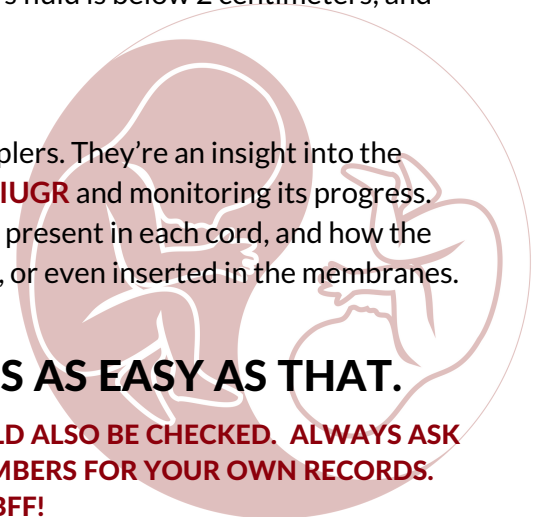 fluid is below 2 centimeters, and
plers. They're an insight into the
IUGR and monitoring its progress.
present in each cord, and how the
, or even inserted in the membranes.
S AS EASY AS THAT.
LD ALSO BE CHECKED.  ALWAYS ASK
MBERS FOR YOUR OWN RECORDS.
BFF!